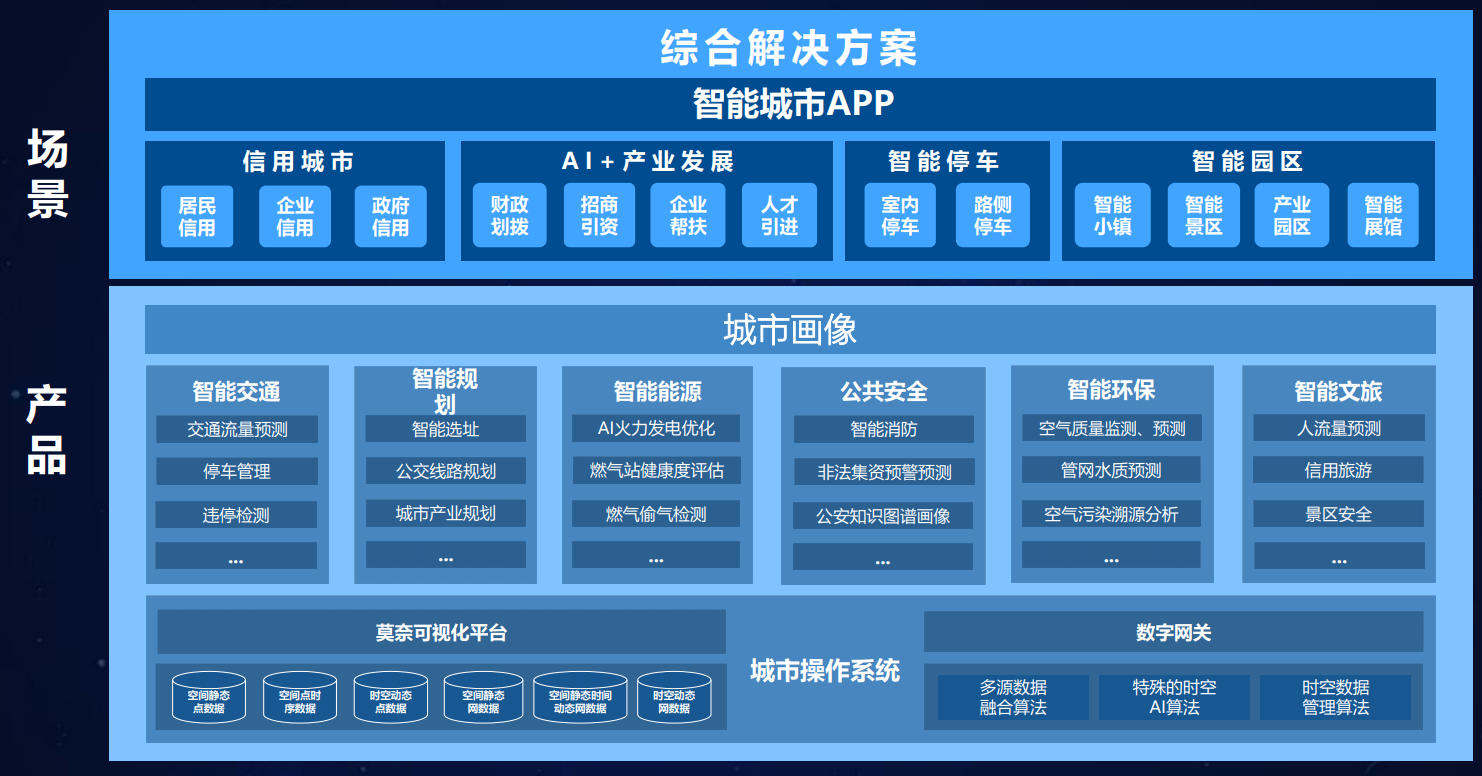 场
景
综合解决方案
智能城市APP
信用城市
居民
信用
企业
信用
政府
信用
AI+产业发展
财政
划拨
招商
引资
企业
帮扶
人才
引进
智能停车
室内
停车
路侧
停车
智能园区
智能
小镇
智能
景区
产业
园区
智能
展馆
产
品
城市画像
智能交通
交通流量预测
停车管理
违停检测
...
智能规
划
智能选址
公交线路规划
城市产业规划
...
智能能源
AI火力发电优化
燃气站健康度评估
燃气偷气检测
...
公共安全
智能消防
非法集资预警预测
公安知识图谱画像
...
智能环保
空气质量监测、预测
管网水质预测
空气污染溯源分析
...
智能文旅
人流量预测
信用旅游
景区安全
...
莫奈可视化平台
空间静态
点数据
空间点时
序数据
时空动态
点数据
空间静态
网数据
空间静态时间
动态网数据
时空动态
网数据
城市操作系统
数字网关
多源数据
融合算法
特殊的时空
AI算法
时空数据
管理算法